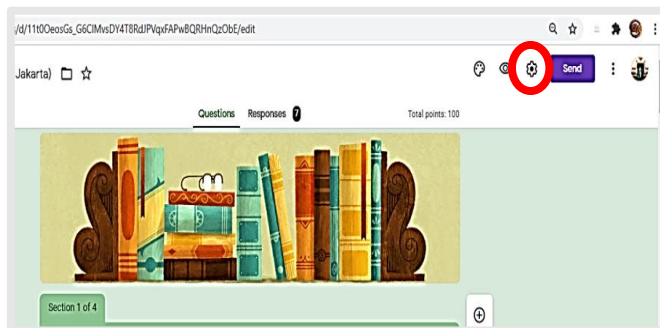 /d/11t0OeosGs_G6ClMvsDY4T8RdJPVqxFAPwBQRHnQzObE/edit
Jakarta)
Send
Questions Responses 7 Total points: 100
Section 1 of 4